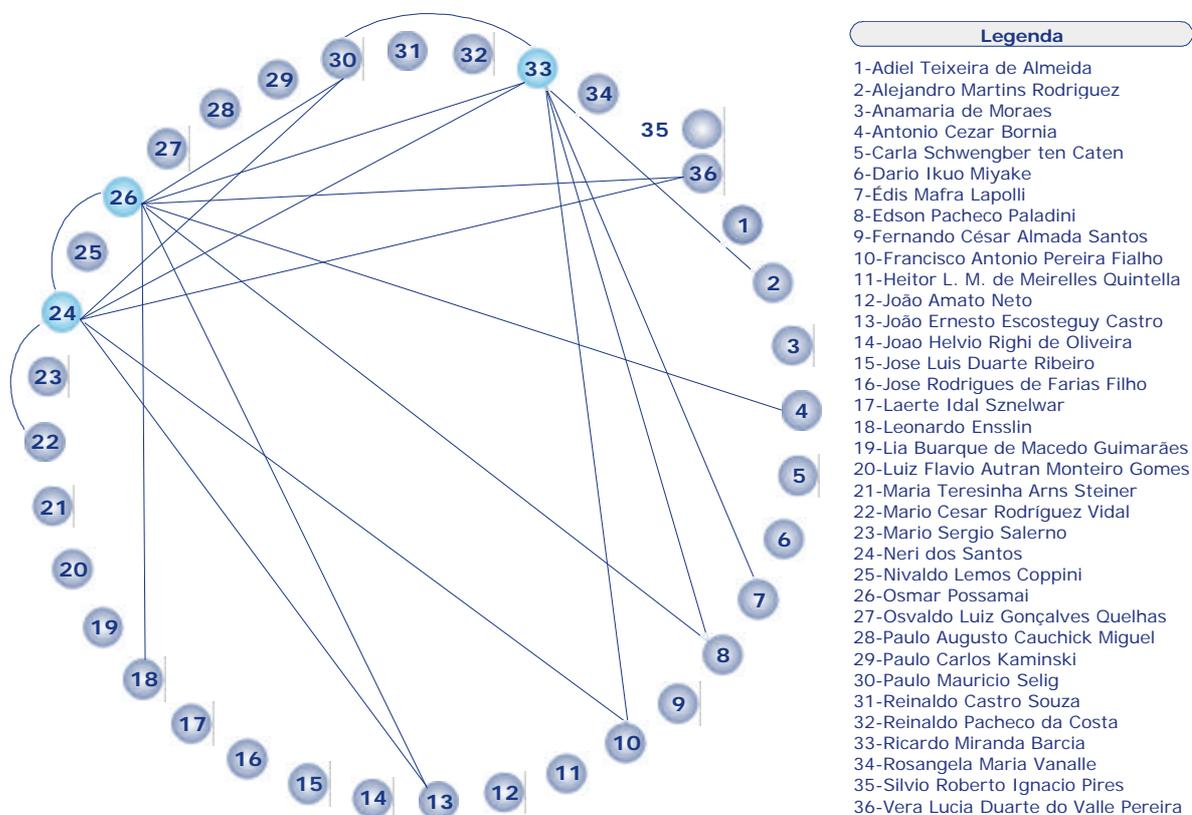 30
31
32
33
34
35
36
1
2
3
4
5
6
7
8
9
10
11
12
13
14
15
16
17
18
19
20
21
22
23
24
25
26
27
28
29
Legenda
1-Adiel Teixeira de Almeida
2-Alejandro Martins Rodriguez
3-Anamaria de Moraes
4-Antonio Cezar Bornia
5-Carla Schwengber ten Caten
6-Dario Ikuo Miyake
7-Édis Mafra Lapolli
8-Edson Pacheco Paladini
9-Fernando César Almada Santos
10-Francisco Antonio Pereira Fialho
11-Heitor L. M. de Meirelles Quintella
12-João Amato Neto
13-João Ernesto Escosteguy Castro
14-Joao Helvio Righi de Oliveira
15-Jose Luis Duarte Ribeiro
16-Jose Rodrigues de Farias Filho
17-Laerte Idal Sznelwar
18-Leonardo Ensslin
19-Lia Buarque de Macedo Guimarães
20-Luiz Flavio Autran Monteiro Gomes
21-Maria Teresinha Arns Steiner
22-Mario Cesar Rodríguez Vidal
23-Mario Sergio Salerno
24-Neri dos Santos
25-Nivaldo Lemos Coppini
26-Osmar Possamai
27-Osvaldo Luiz Gonçalves Quelhas
28-Paulo Augusto Cauchick Miguel
29-Paulo Carlos Kaminski
30-Paulo Mauricio Selig
31-Reinaldo Castro Souza
32-Reinaldo Pacheco da Costa
33-Ricardo Miranda Barcia
34-Rosangela Maria Vanalle
35-Silvio Roberto Ignacio Pires
36-Vera Lucia Duarte do Valle Pereira